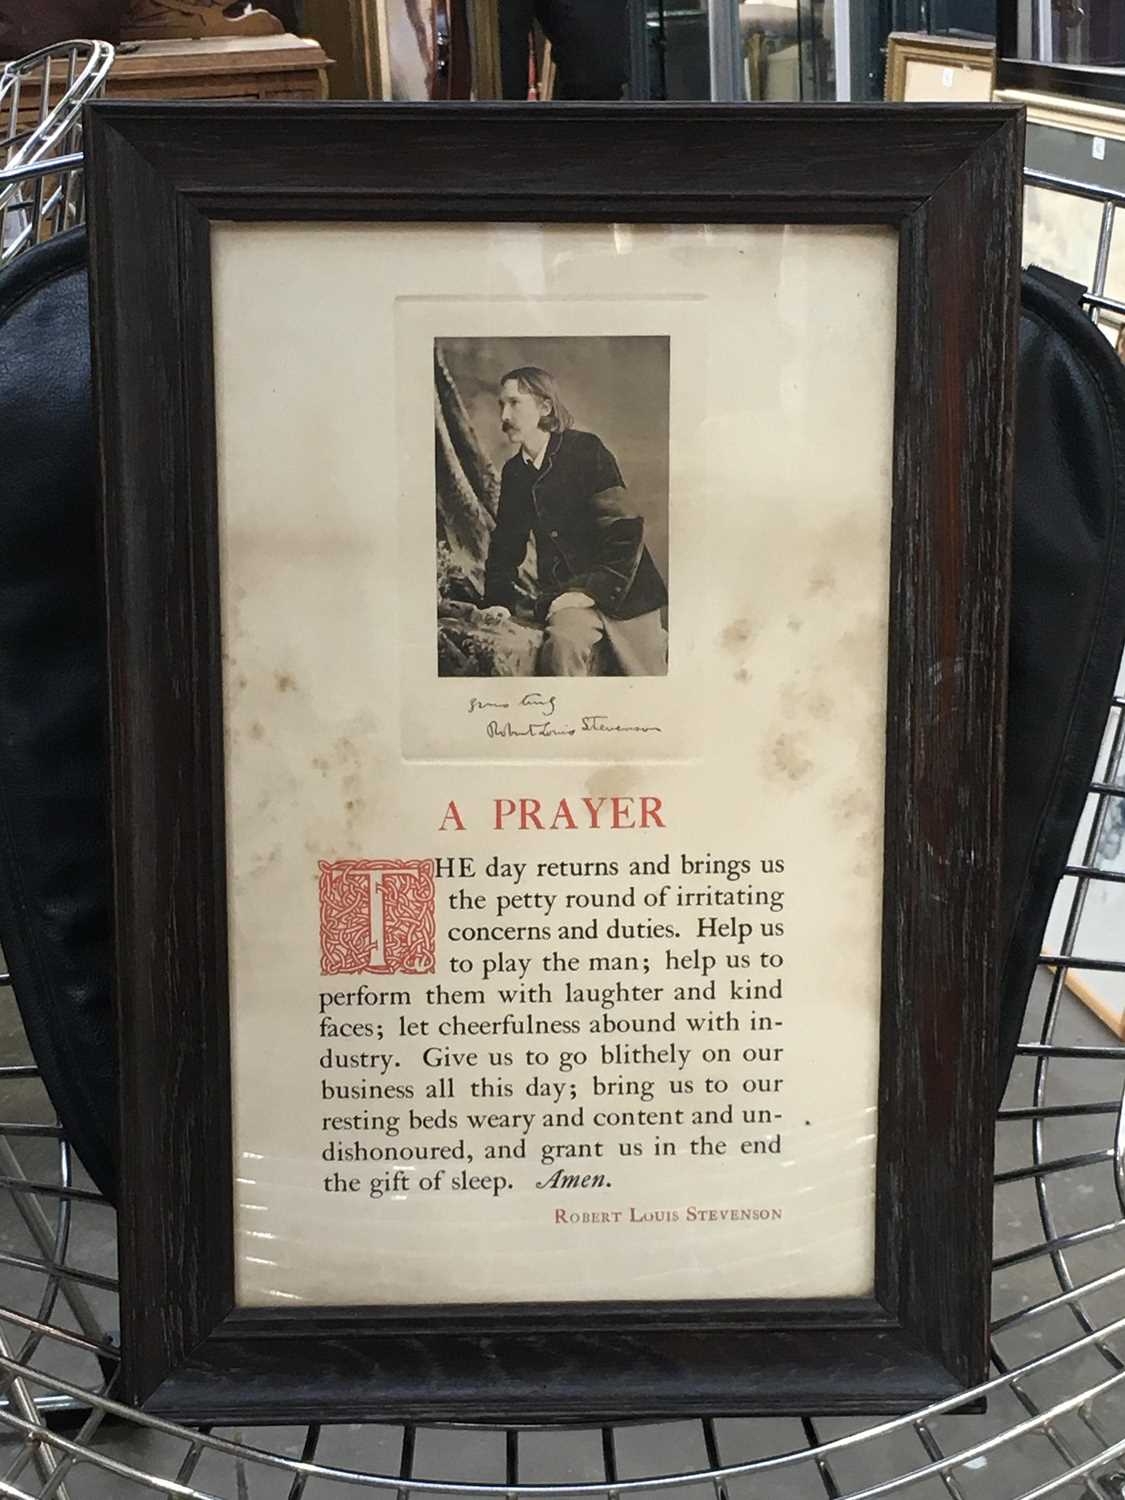 yours truly
Robert Louis Stevenson
A PRAYER
THE day returns and brings us
the petty round of irritating
concerns and duties. Help us
to play the man; help us to
perform them with laughter and kind
faces; let cheerfulness abound with in-
dustry. Give us to go blithely on our
business all this day; bring us to our
resting beds weary and content and un-
dishonoured, and grant us in the end
the gift of sleep. Amen.
ROBERT LOUIS STEVENSON